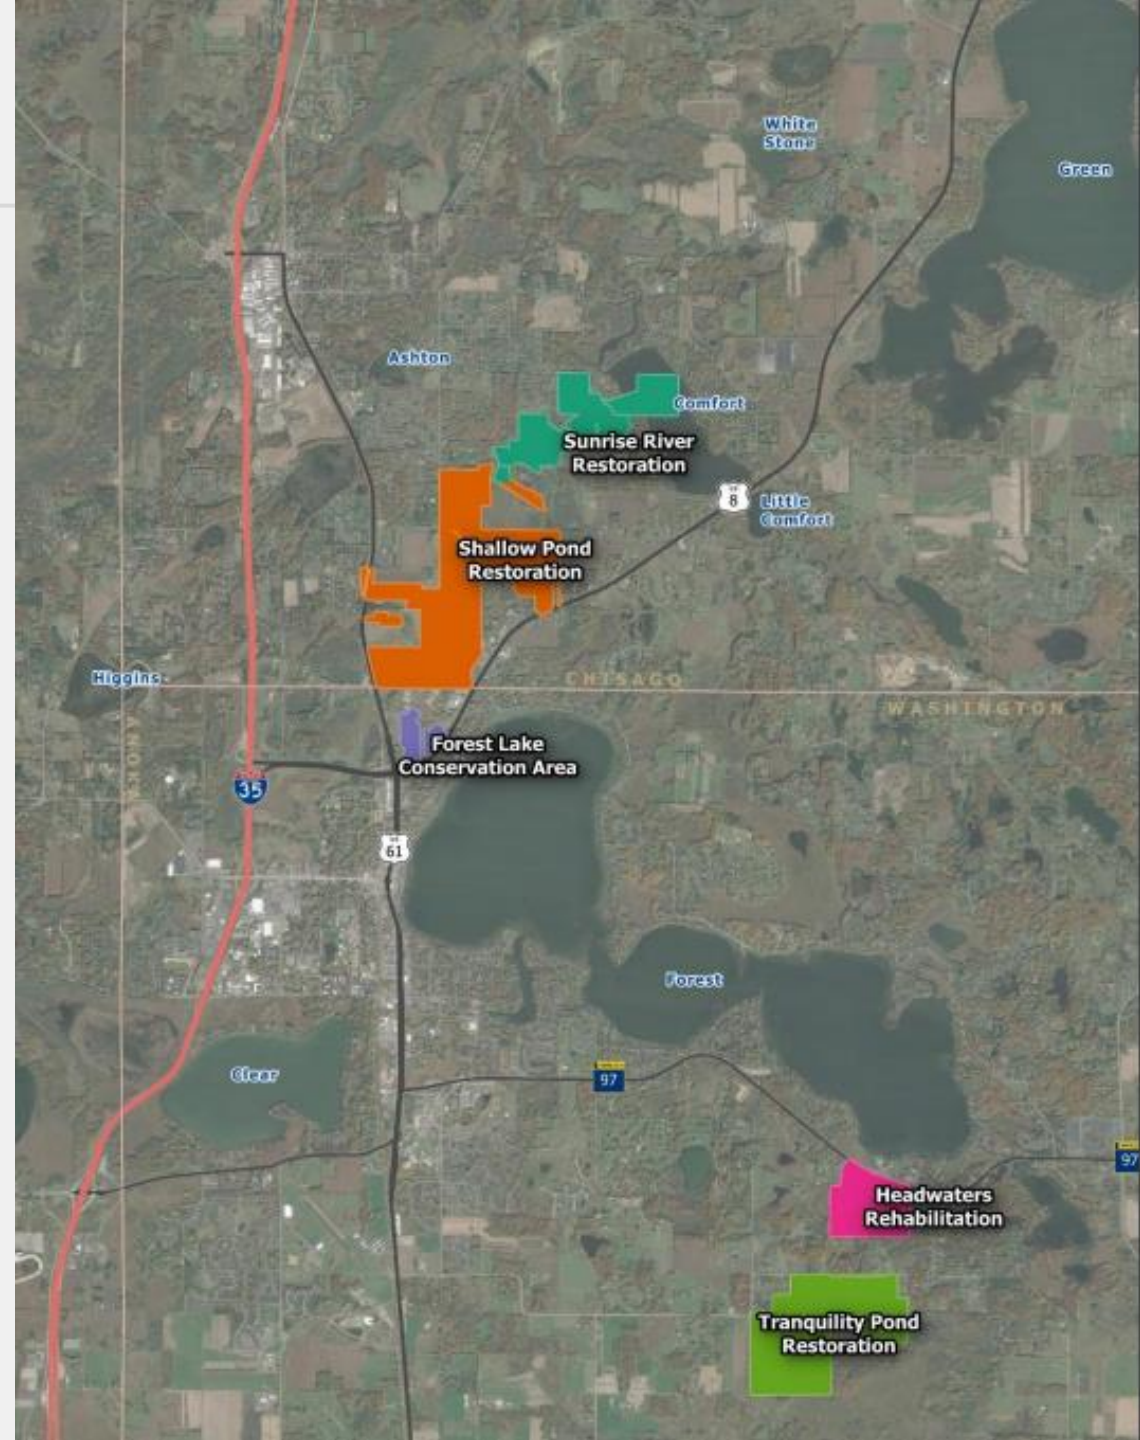 White
Stone
Green
Ashton
Comfort
Sunrise River
Restoration
8
Little
Comfort
Shallow Pond
Restoration
Higgins
CHISAGO
WASHINGTON
Forest Lake
Conservation Area
35
61
Forest
Clear
97
97
Headwaters
Rehabilitation
Tranquility Pond
Restoration